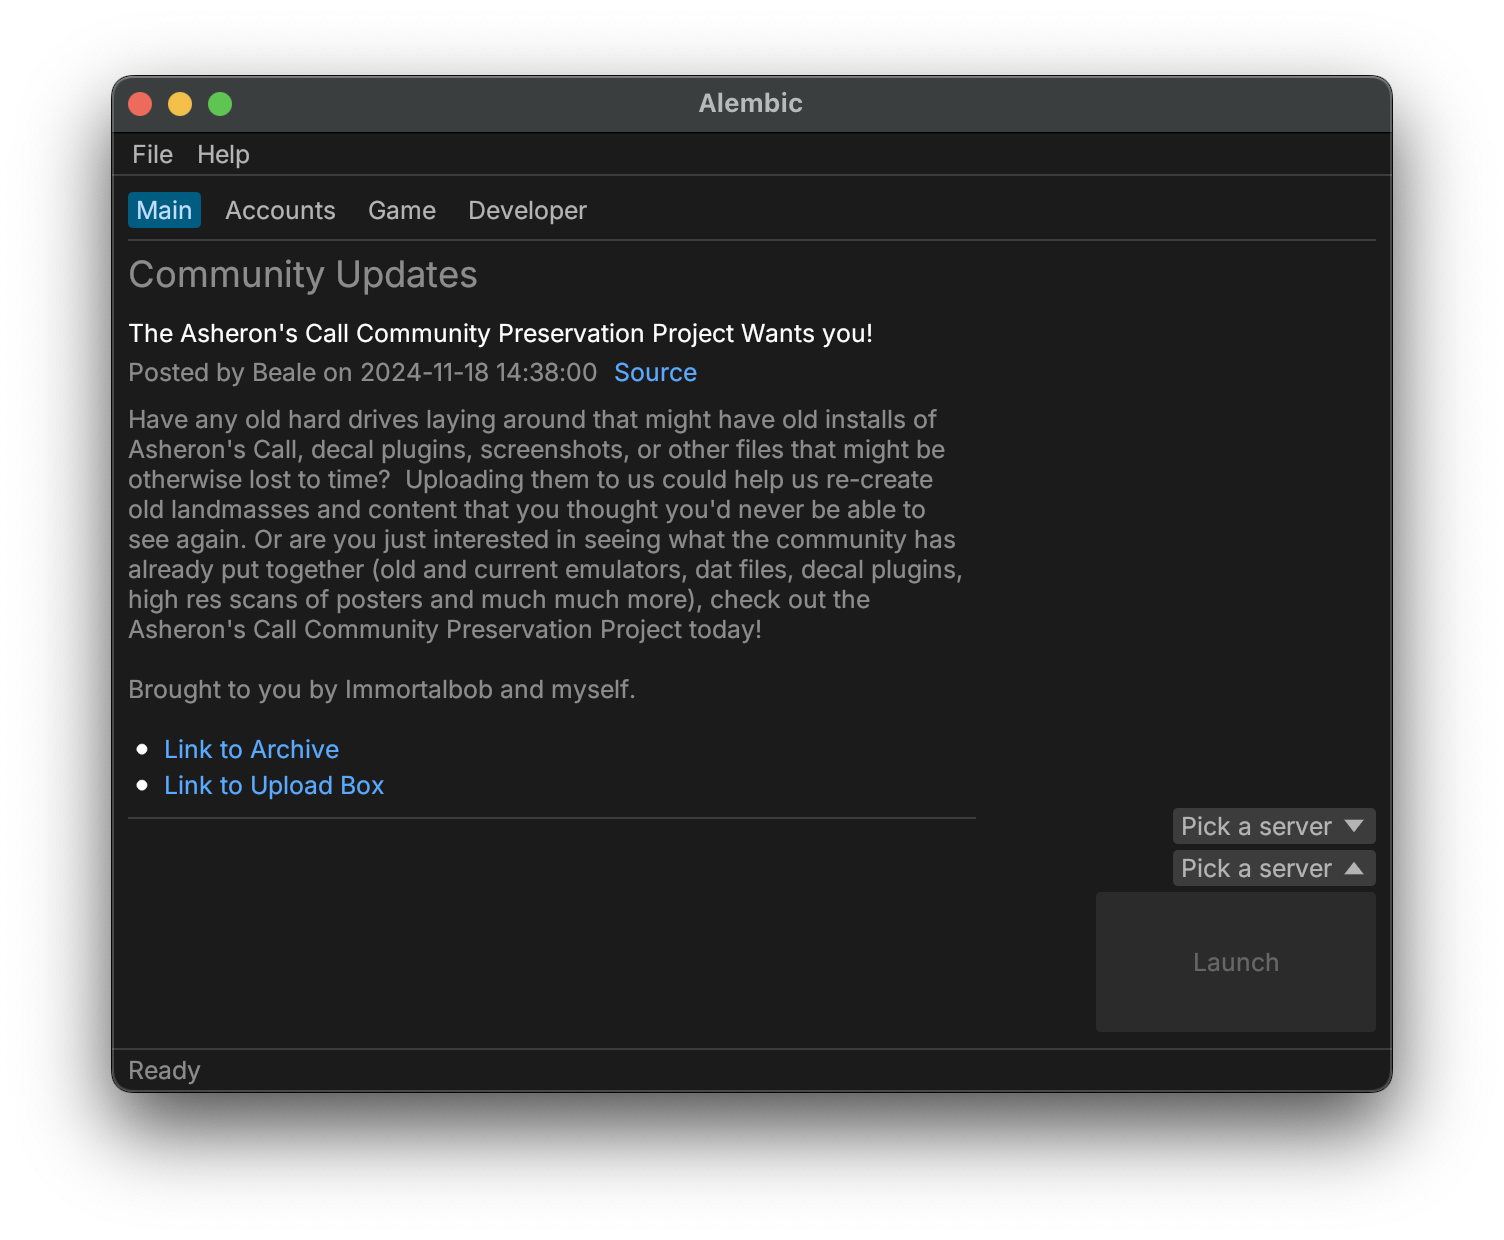 Alembic
File Help
Main Accounts Game Developer
Community Updates
The Asheron's Call Community Preservation Project Wants you!
Posted by Beale on 2024-11-18 14:38:00 Source
Have any old hard drives laying around that might have old installs of
Asheron's Call, decal plugins, screenshots, or other files that might be
otherwise lost to time?  Uploading them to us could help us re-create
old landmasses and content that you thought you'd never be able to
see again. Or are you just interested in seeing what the community has
already put together (old and current emulators, dat files, decal plugins,
high res scans of posters and much much more), check out the
Asheron's Call Community Preservation Project today!
Brought to you by Immortalbob and myself.
Link to Archive
Link to Upload Box
Pick a server
Pick a server
Launch
Ready